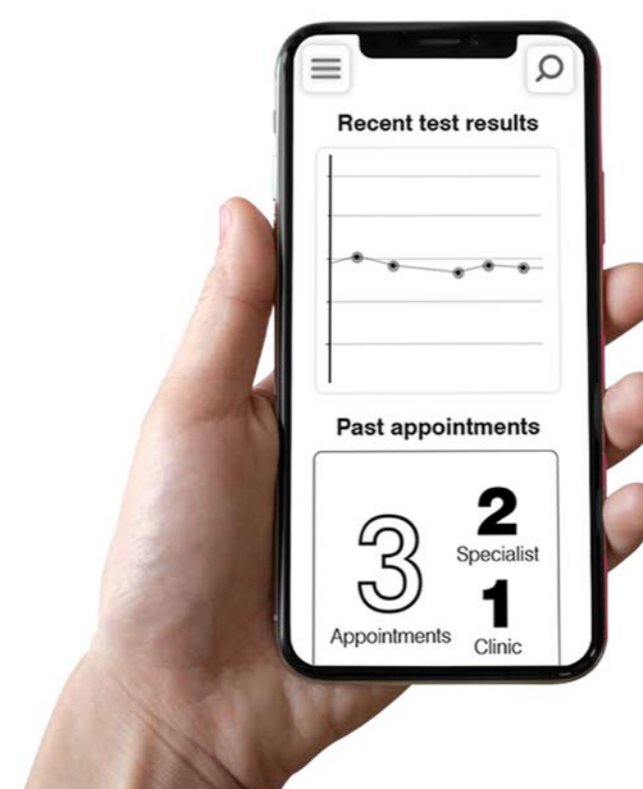 Recent test results
Past appointments
3
Appointments
2
Specialist
1
Clinic